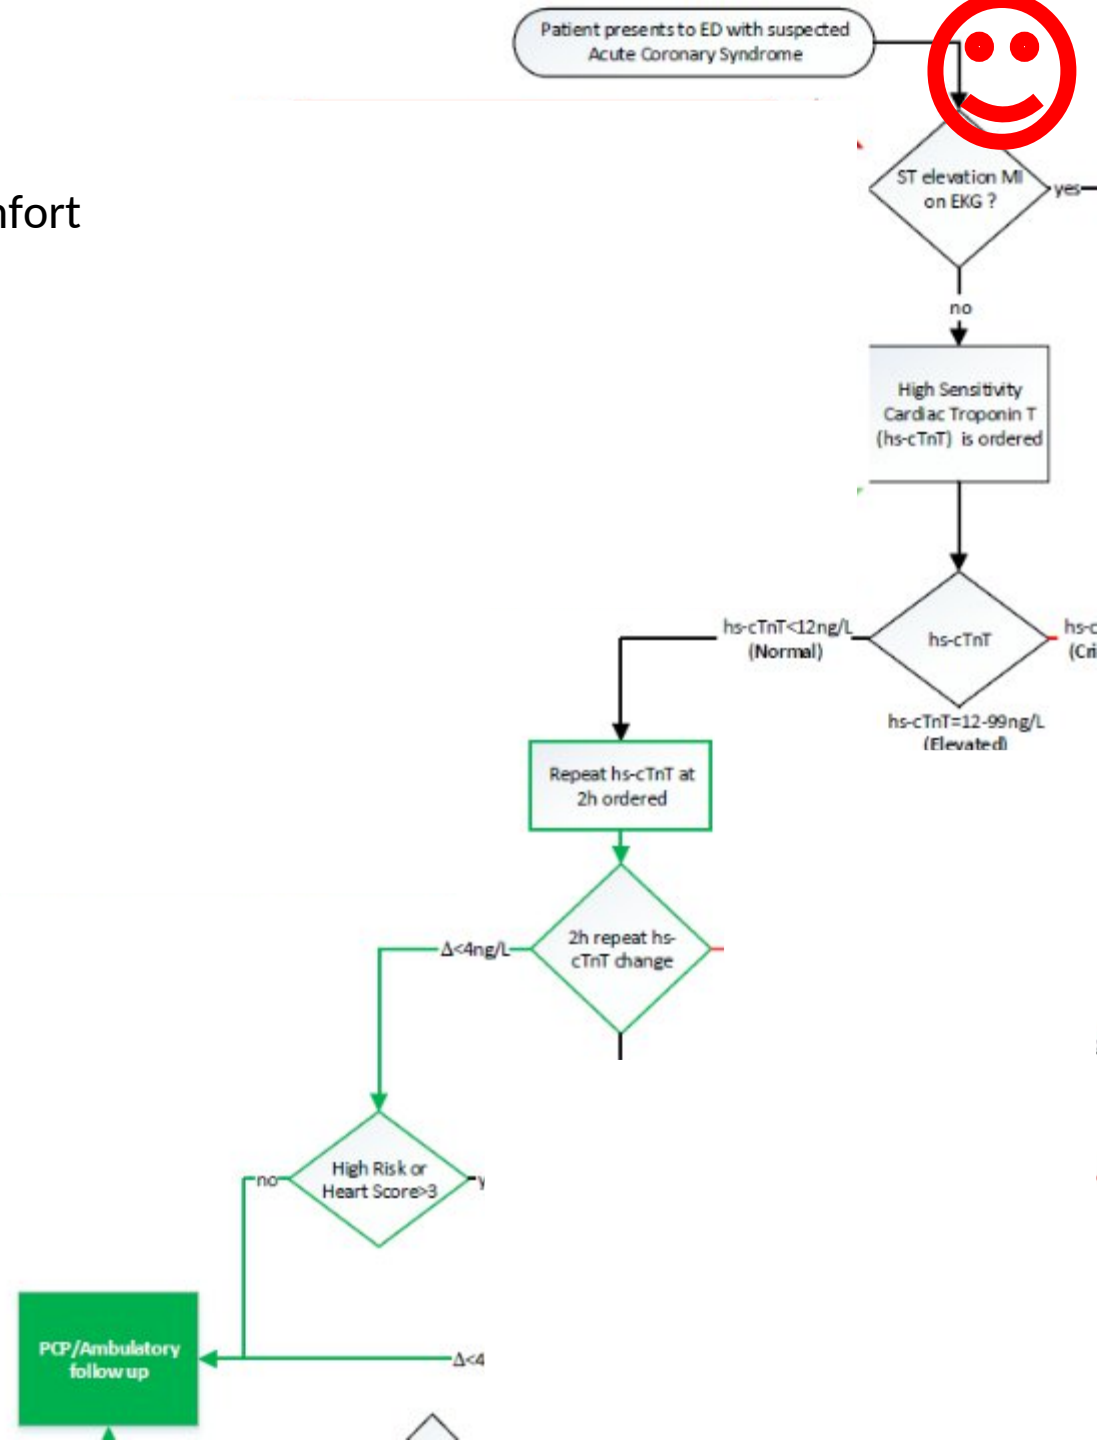 Patient presents to ED with suspected
Acute Coronary Syndrome
ST elevation MI
on EKG ?
yes
no
High Sensitivity
Cardiac Troponin T
(hs-cTnT) is ordered
hs-cTnT<12ng/L
(Normal)
hs-cTnT
hs-cTnT=12-99ng/L
(Elevated)
Repeat hs-cTnT at
2h ordered
Δ<4ng/L
2h repeat hs-
cTnT change
no
High Risk or
Heart Score>3
PCP/Ambulatory
follow up
Δ<4